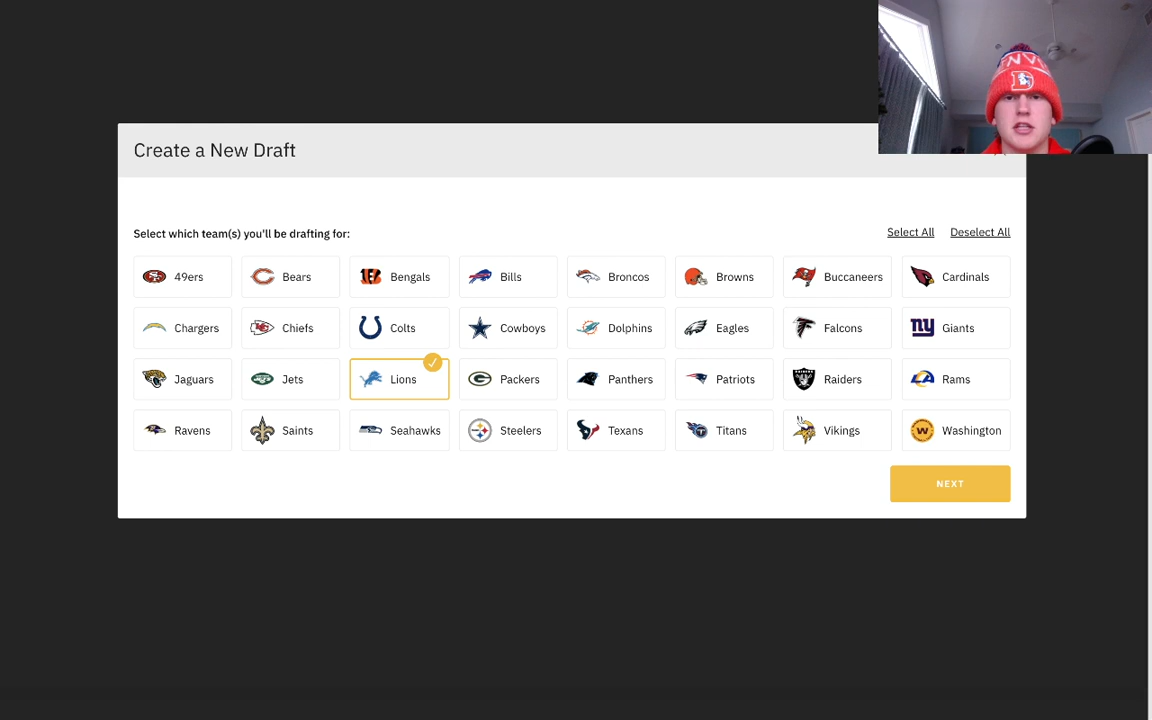 NV
D
Create a New Draft
Select which team(s) you'll be drafting for:
Select All Deselect All
49ers Bears Bengals Bills Broncos Browns Buccaneers Cardinals
Chargers Chiefs Colts Cowboys Dolphins Eagles Falcons ny Giants
Jaguars Jets Lions G Packers Panthers Patriots Raiders Rams
Ravens Saints Seahawks Steelers Texans Titans Vikings W Washington
NEXT